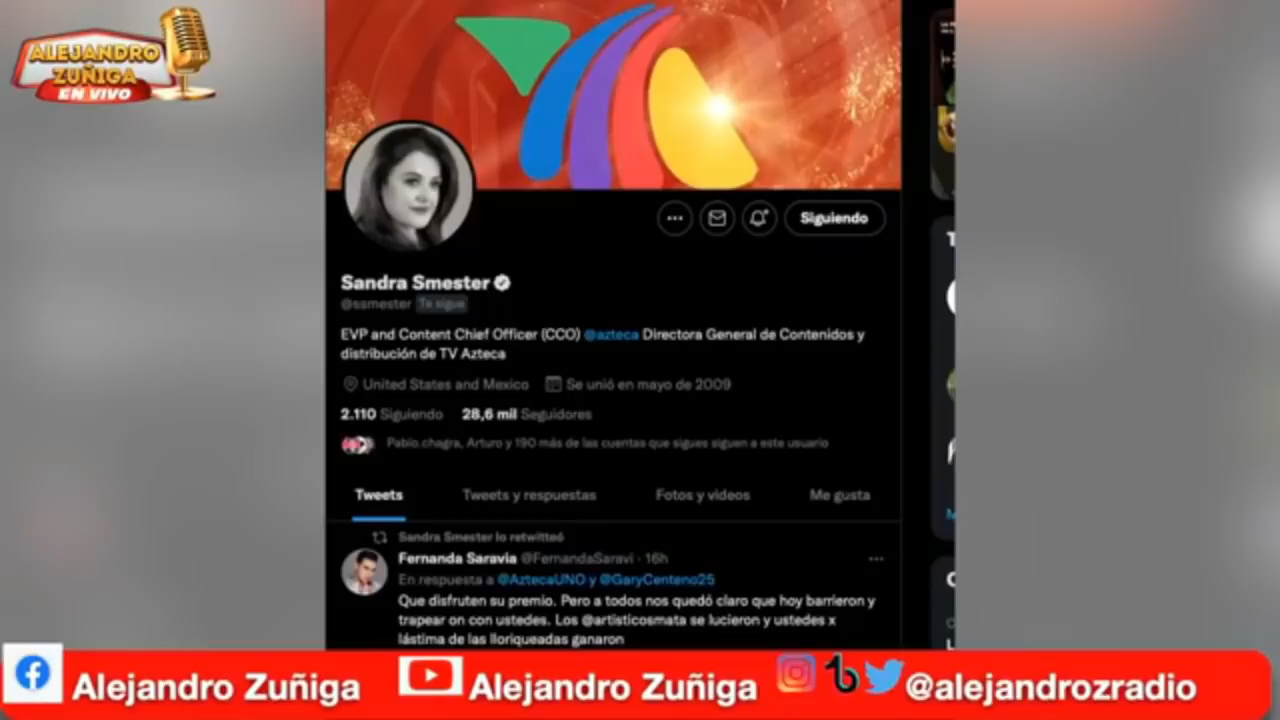 ALEJANDRO
ZUÑIGA
EN VIVO
Siguiendo
Sandra Smester
@ssmester Te sigue
EVP and Content Chief Officer (CCO) @azteca Directora General de Contenidos y
distribución de TV Azteca
United States and Mexico Se unió en mayo de 2009
2.110 Siguiendo 28,6 mil Seguidores
Pablo.chagra, Arturo y 190 más de las cuentas que sigues siguen a este usuario
Tweets Tweets y respuestas Fotos y videos Me gusta
Sandra Smester lo retwitteó
Fernanda Saravia @FernandaSaravi · 16h
En respuesta a @AztecaUNO y @GaryCenteno25
Que disfruten su premio. Pero a todos nos quedó claro que hoy barrieron y
trapear on con ustedes. Los @artisticosmata se lucieron y ustedes x
lástima de las lloriqueadas ganaron
Alejandro Zuñiga Alejandro Zuñiga @alejandrozradio